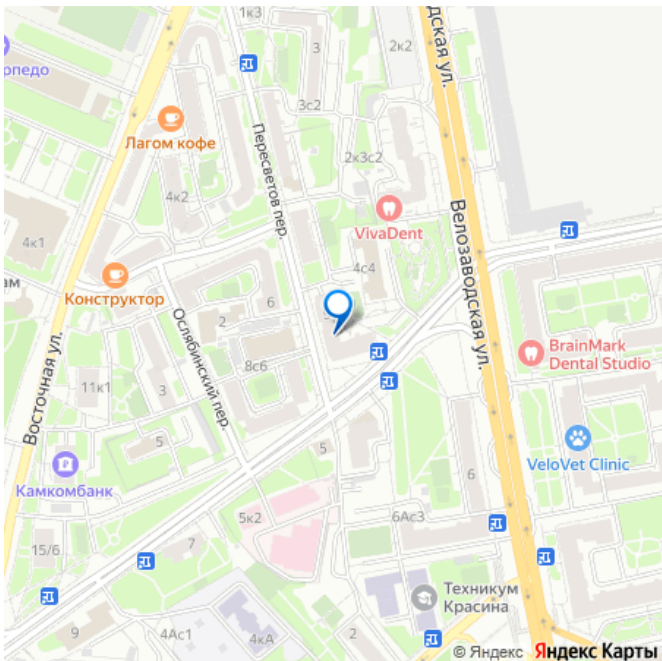 1к3
3
2к2
дская ул.
рпедо
3с2
Лагом кофе
Пересветов пер.
2к3с2
4к2
VivaDent
Велозаводская ул.
4к1
4с4
ам
Конструктор
6
2
Ослябинский пер.
BrainMark
Dental Studio
8с6
Восточная ул.
11к1
3
5
5
VeloVet Clinic
Камкомбанк
6
5к2
6Ас3
15/6
7
Техникум
Красина
9
4Ас1
4кА
2
© Яндекс Яндекс Карты